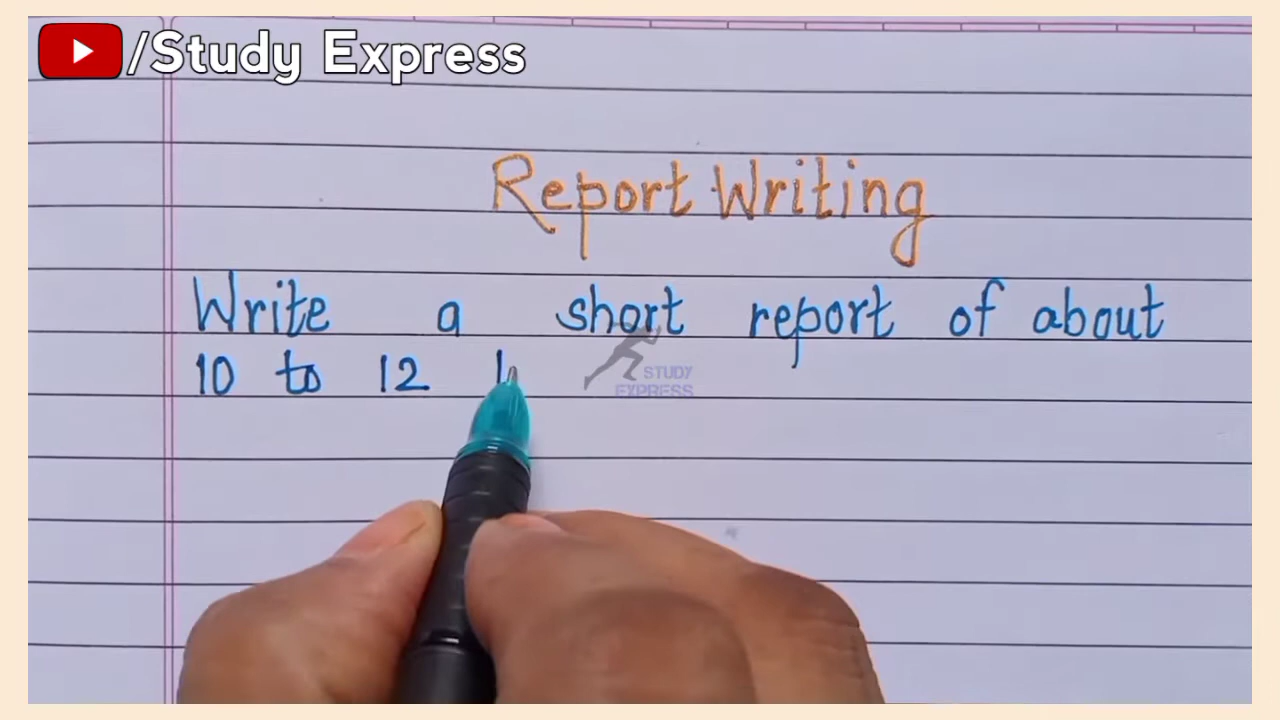 /Study Express
Report Writing
Write a short report of about
10 to 12
STUDY
EXPRESS